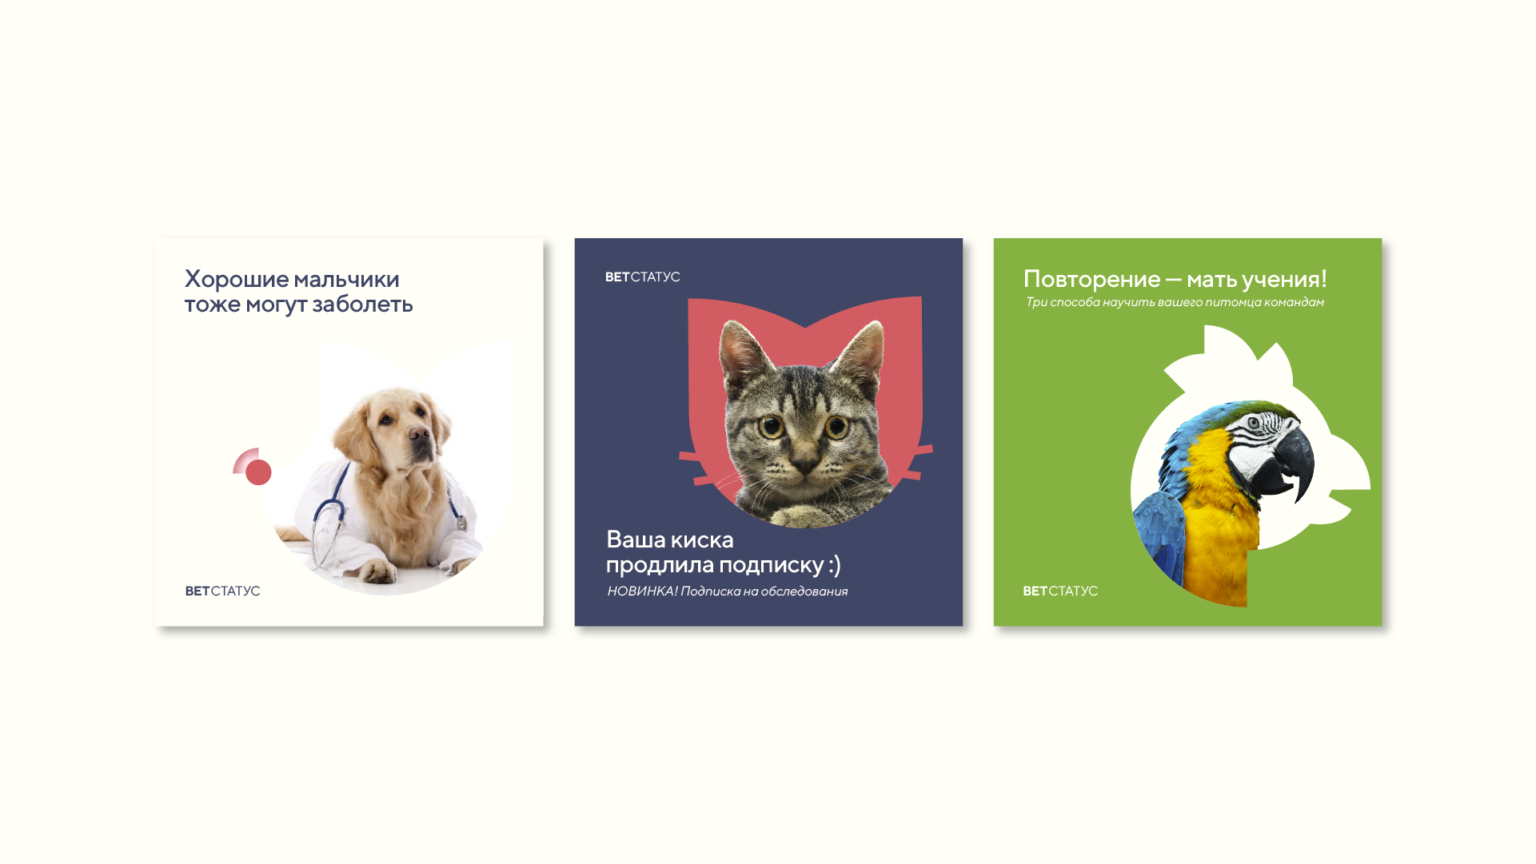 Хорошие мальчики
тоже могут заболеть
ВЕТСТАТУС
ВЕТСТАТУС
Ваша киска
продлила подписку :)
НОВИНКА! Подписка на обследования
Повторение — мать учения!
Три способа научить вашего питомца командам
ВЕТСТАТУС